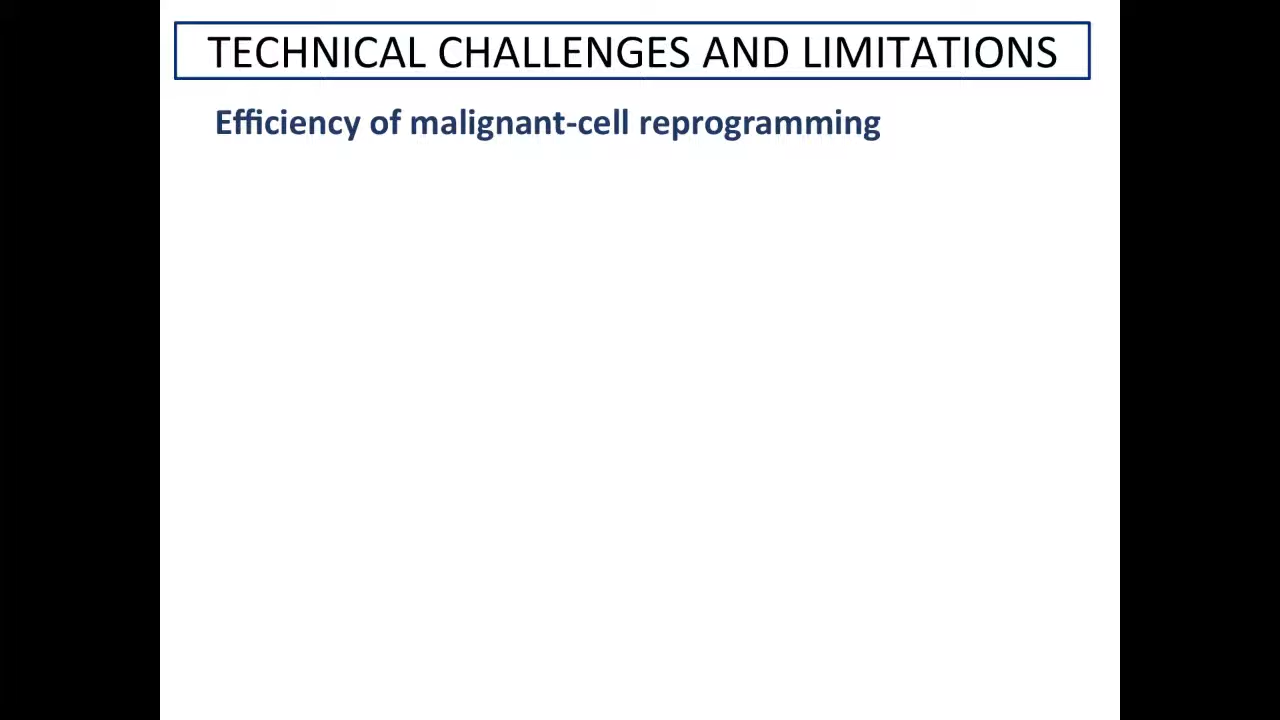 TECHNICAL CHALLENGES AND LIMITATIONS
Efficiency of malignant-cell reprogramming